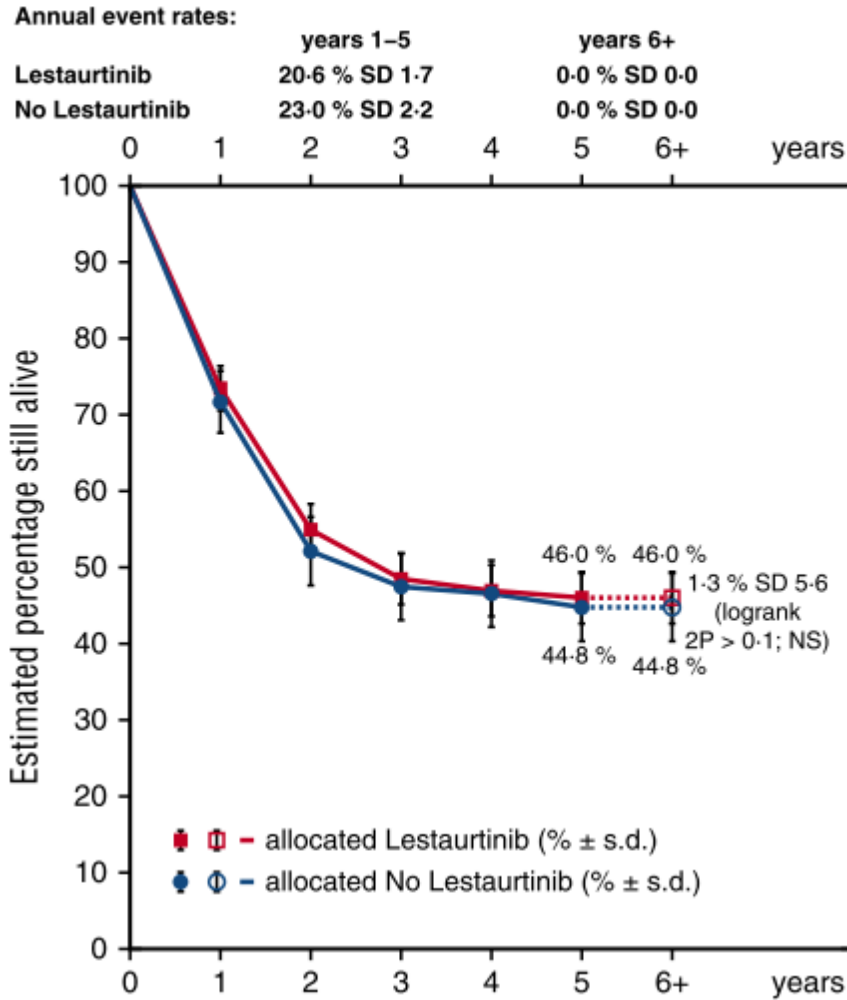 Annual event rates:
years 1–5 years 6+
Lestaurtinib 20·6 % SD 1·7 0·0 % SD 0·0
No Lestaurtinib 23·0 % SD 2·2 0·0 % SD 0·0
0 1 2 3 4 5 6+ years
100
90
80
70
60
50
40
30
20
10
0
Estimated percentage still alive
46·0 % 46·0 %
1·3 % SD 5·6
(logrank
2P > 0·1; NS)
44·8 % 44·8 %
allocated Lestaurtinib (% ± s.d.)
allocated No Lestaurtinib (% ± s.d.)
0 1 2 3 4 5 6+ years